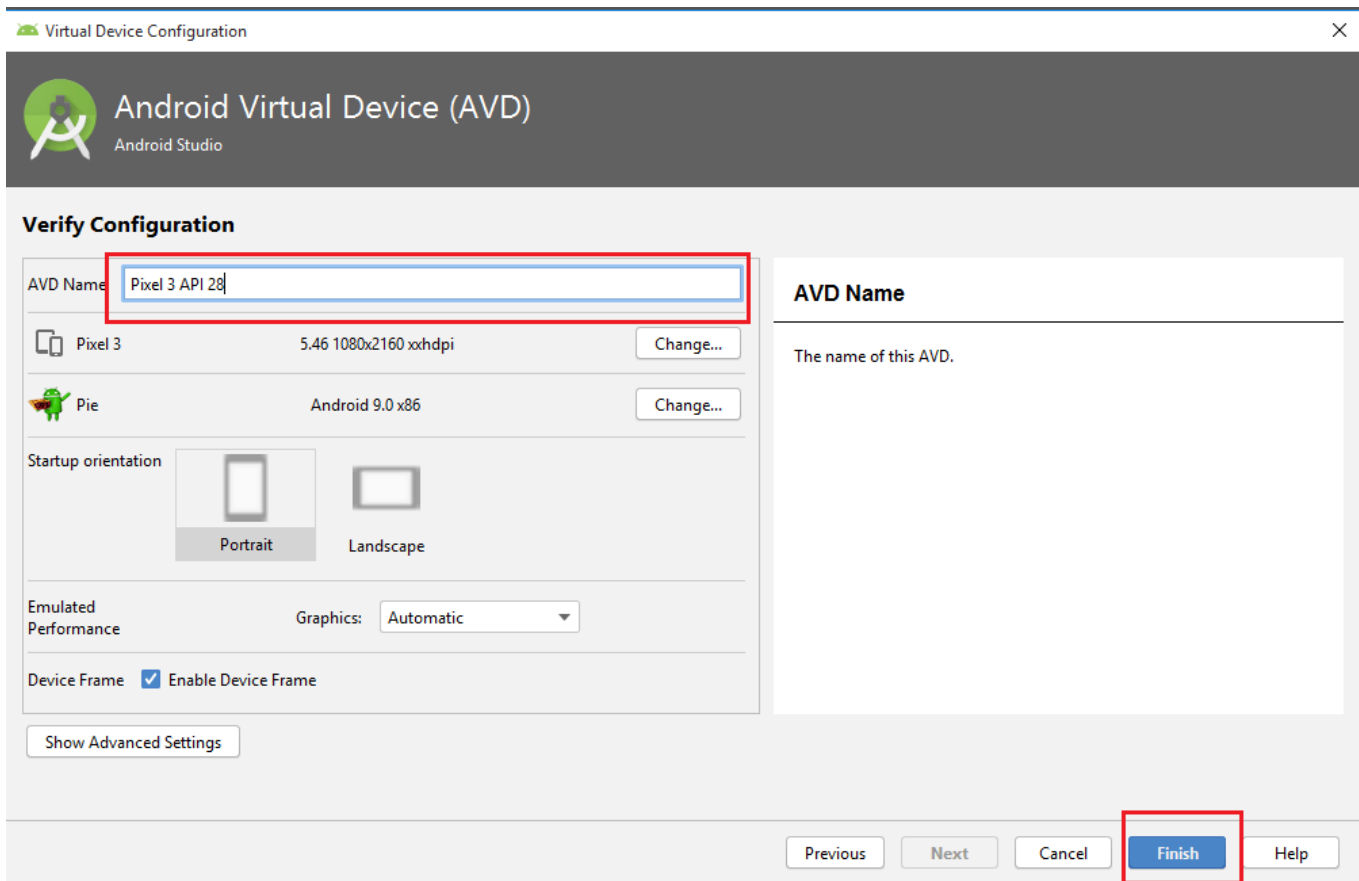 Virtual Device Configuration
Android Virtual Device (AVD)
Android Studio
Verify Configuration
AVD Name Pixel 3 API 28
Pixel 3 5.46 1080x2160 xxhdpi Change...
Pie Android 9.0 x86 Change...
Startup orientation
Portrait Landscape
Emulated
Performance
Graphics: Automatic
Device Frame Enable Device Frame
Show Advanced Settings
AVD Name
The name of this AVD.
Previous Next Cancel Finish Help